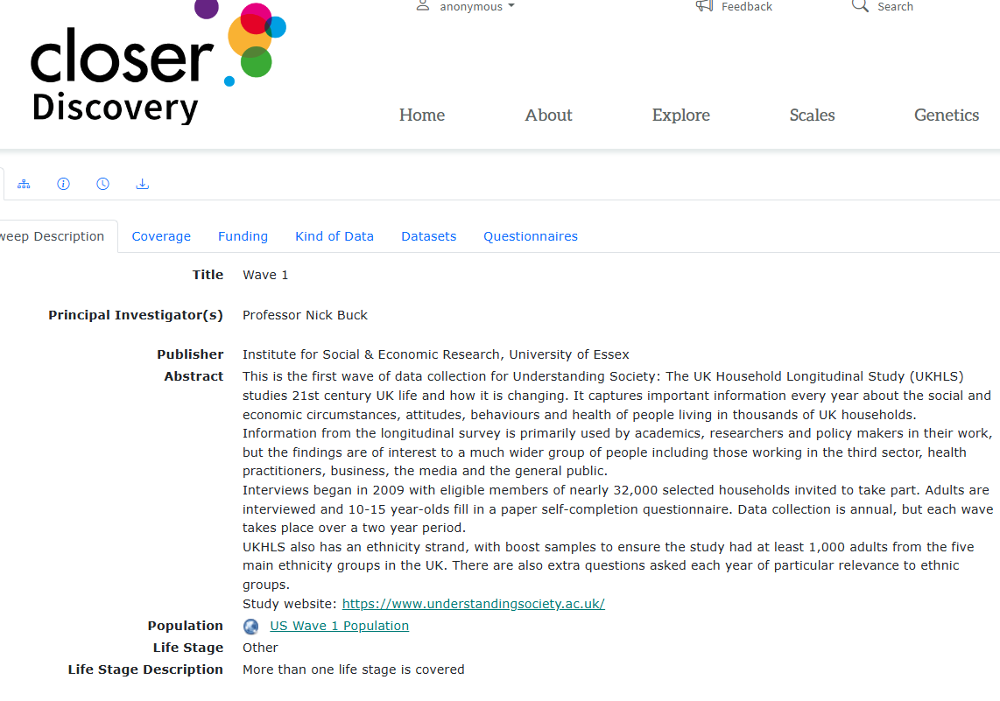 anonymous
Feedback
Search
closer
Discovery
Home
About
Explore
Scales
Genetics
weep Description
Coverage
Funding
Kind of Data
Datasets
Questionnaires
Title
Wave 1
Principal Investigator(s)
Professor Nick Buck
Publisher
Institute for Social & Economic Research, University of Essex
Abstract
This is the first wave of data collection for Understanding Society: The UK Household Longitudinal Study (UKHLS)
studies 21st century UK life and how it is changing. It captures important information every year about the social and
economic circumstances, attitudes, behaviours and health of people living in thousands of UK households.
Information from the longitudinal survey is primarily used by academics, researchers and policy makers in their work,
but the findings are of interest to a much wider group of people including those working in the third sector, health
practitioners, business, the media and the general public.
Interviews began in 2009 with eligible members of nearly 32,000 selected households invited to take part. Adults are
interviewed and 10-15 year-olds fill in a paper self-completion questionnaire. Data collection is annual, but each wave
takes place over a two year period.
UKHLS also has an ethnicity strand, with boost samples to ensure the study had at least 1,000 adults from the five
main ethnicity groups in the UK. There are also extra questions asked each year of particular relevance to ethnic
groups.
Study website: https://www.understandingsociety.ac.uk/
Population
US Wave 1 Population
Life Stage
Other
Life Stage Description
More than one life stage is covered